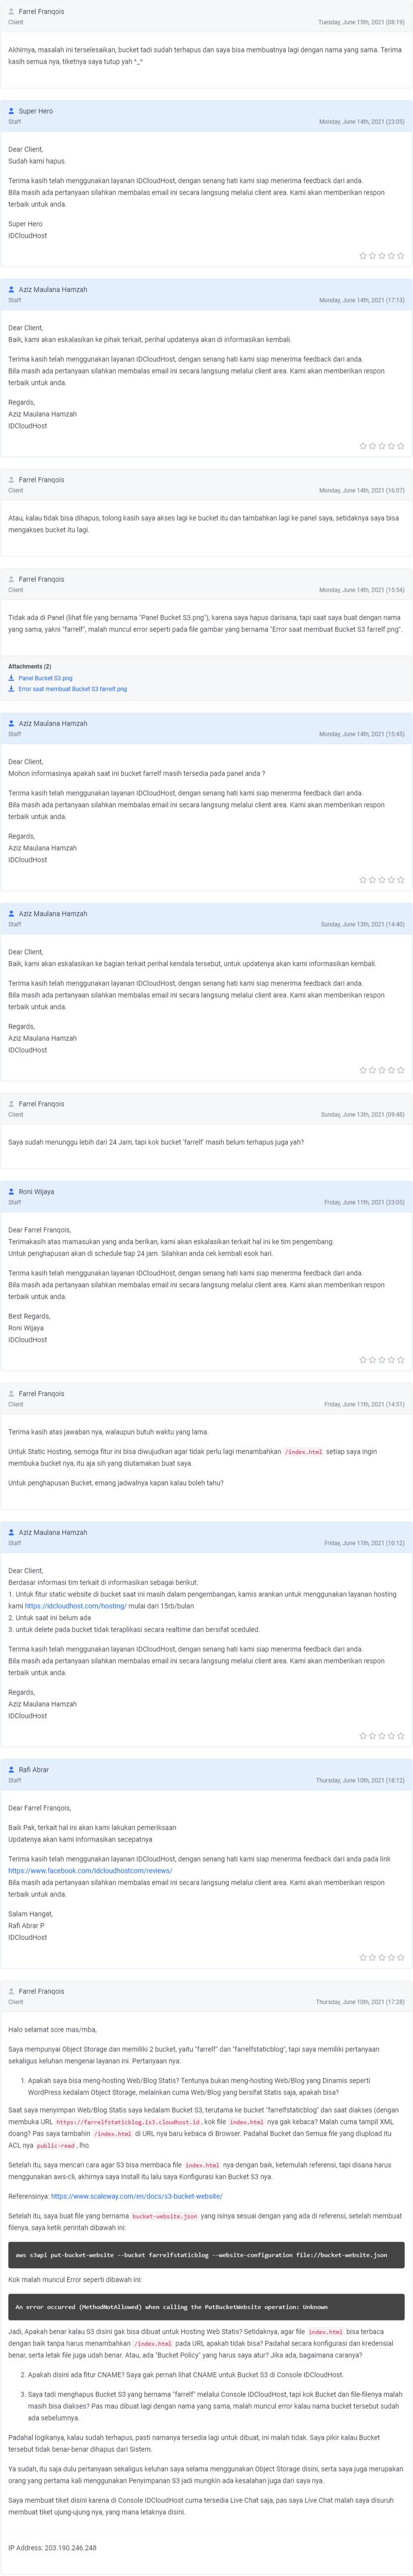 Farrel Franqois
Client
Tuesday, June 15th, 2021 (08:19)
Akhirnya, masalah ini terselesaikan, bucket tadi sudah terhapus dan saya bisa membuatnya lagi dengan nama yang sama. Terima
kasih semua nya, tiketnya saya tutup yah ^_^
Super Hero
Staff
Monday, June 14th, 2021 (23:05)
Dear Client,
Sudah kami hapus.
Terima kasih telah menggunakan layanan IDCloudHost, dengan senang hati kami siap menerima feedback dari anda.
Bila masih ada pertanyaan silahkan membalas email ini secara langsung melalui client area. Kami akan memberikan respon
terbaik untuk anda.
Super Hero
IDCloudHost
Aziz Maulana Hamzah
Staff
Monday, June 14th, 2021 (17:13)
Dear Client,
Baik, kami akan eskalasikan ke pihak terkait, perihal updatenya akan di informasikan kembali.
Terima kasih telah menggunakan layanan IDCloudHost, dengan senang hati kami siap menerima feedback dari anda.
Bila masih ada pertanyaan silahkan membalas email ini secara langsung melalui client area. Kami akan memberikan respon
terbaik untuk anda.
Regards,
Aziz Maulana Hamzah
IDCloudHost
Farrel Franqois
Client
Monday, June 14th, 2021 (16:07)
Atau, kalau tidak bisa dihapus, tolong kasih saya akses lagi ke bucket itu dan tambahkan lagi ke panel saya, setidaknya saya bisa
mengakses bucket itu lagi.
Farrel Franqois
Client
Monday, June 14th, 2021 (15:54)
Tidak ada di Panel (lihat file yang bernama "Panel Bucket S3.png"), karena saya hapus darisana, tapi saat saya buat dengan nama
yang sama, yakni "farrelf", malah muncul error seperti pada file gambar yang bernama "Error saat membuat Bucket S3 farrelf.png".
Attachments (2)
Panel Bucket S3.png
Error saat membuat Bucket S3 farrelf.png
Aziz Maulana Hamzah
Staff
Monday, June 14th, 2021 (15:45)
Dear Client,
Mohon informasinya apakah saat ini bucket farrelf masih tersedia pada panel anda ?
Terima kasih telah menggunakan layanan IDCloudHost, dengan senang hati kami siap menerima feedback dari anda.
Bila masih ada pertanyaan silahkan membalas email ini secara langsung melalui client area. Kami akan memberikan respon
terbaik untuk anda.
Regards,
Aziz Maulana Hamzah
IDCloudHost
Aziz Maulana Hamzah
Staff
Sunday, June 13th, 2021 (14:40)
Dear Client,
Baik, kami akan eskalasikan ke bagian terkait perihal kendala tersebut, untuk updatenya akan kami informasikan kembali.
Terima kasih telah menggunakan layanan IDCloudHost, dengan senang hati kami siap menerima feedback dari anda.
Bila masih ada pertanyaan silahkan membalas email ini secara langsung melalui client area. Kami akan memberikan respon
terbaik untuk anda.
Regards,
Aziz Maulana Hamzah
IDCloudHost
Farrel Franqois
Client
Sunday, June 13th, 2021 (09:48)
Saya sudah menunggu lebih dari 24 Jam, tapi kok bucket 'farrelf' masih belum terhapus juga yah?
Roni Wijaya
Staff
Friday, June 11th, 2021 (23:05)
Dear Farrel Franqois,
Terimakasih atas mamasukan yang anda berikan, kami akan eskalasikan terkait hal ini ke tim pengembang.
Untuk penghapusan akan di schedule tiap 24 jam. Silahkan anda cek kembali esok hari.
Terima kasih telah menggunakan layanan IDCloudHost, dengan senang hati kami siap menerima feedback dari anda.
Bila masih ada pertanyaan silahkan membalas email ini secara langsung melalui client area. Kami akan memberikan respon
terbaik untuk anda.
Best Regards,
Roni Wijaya
IDCloudHost
Farrel Franqois
Client
Friday, June 11th, 2021 (14:51)
Terima kasih atas jawaban nya, walaupun butuh waktu yang lama.
Untuk Static Hosting, semoga fitur ini bisa diwujudkan agar tidak perlu lagi menambahkan /index.html setiap saya ingin
membuka bucket nya, itu aja sih yang diutamakan buat saya.
Untuk penghapusan Bucket, emang jadwalnya kapan kalau boleh tahu?
Aziz Maulana Hamzah
Staff
Friday, June 11th, 2021 (10:12)
Dear Client,
Berdasar informasi tim terkait di informasikan sebagai berikut:
1. Untuk fitur static website di bucket saat ini masih dalam pengembangan, kamis arankan untuk menggunakan layanan hosting
kami https://idcloudhost.com/hosting/ mulai dari 15rb/bulan
2. Untuk saat ini belum ada
3. untuk delete pada bucket tidak teraplikasi secara realtime dan bersifat sceduled.
Terima kasih telah menggunakan layanan IDCloudHost, dengan senang hati kami siap menerima feedback dari anda.
Bila masih ada pertanyaan silahkan membalas email ini secara langsung melalui client area. Kami akan memberikan respon
terbaik untuk anda.
Regards,
Aziz Maulana Hamzah
IDCloudHost
Rafi Abrar
Staff
Thursday, June 10th, 2021 (18:12)
Dear Farrel Franqois,
Baik Pak, terkait hal ini akan kami lakukan pemeriksaan
Updatenya akan kami informasikan secepatnya
Terima kasih telah menggunakan layanan IDCloudHost, dengan senang hati kami siap menerima feedback dari anda pada link
https://www.facebook.com/idcloudhostcom/reviews/
Bila masih ada pertanyaan silahkan membalas email ini secara langsung melalui client area. Kami akan memberikan respon
terbaik untuk anda.
Salam Hangat,
Rafi Abrar P
IDCloudHost
Farrel Franqois
Client
Thursday, June 10th, 2021 (17:28)
Halo selamat sore mas/mba,
Saya mempunyai Object Storage dan memiliki 2 bucket, yaitu "farrelf" dan "farrelfstaticblog", tapi saya memiliki pertanyaan
sekaligus keluhan mengenai layanan ini. Pertanyaan nya:
1. Apakah saya bisa meng-hosting Web/Blog Statis? Tentunya bukan meng-hosting Web/Blog yang Dinamis seperti
WordPress kedalam Object Storage, melainkan cuma Web/Blog yang bersifat Statis saja, apakah bisa?
Saat saya menyimpan Web/Blog Statis saya kedalam Bucket S3, terutama ke bucket "farrelfstaticblog" dan saat diakses (dengan
membuka URL https://farrelfstaticblog.is3.cloudhost.id, kok file index.html nya gak kebaca? Malah cuma tampil XML
doang? Pas saya tambahin /index.html di URL nya baru kebaca di Browser. Padahal Bucket dan Semua file yang diupload itu
ACL nya public-read, lho.
Setelah itu, saya mencari cara agar S3 bisa membaca file index.html nya dengan baik, ketemulah referensi, tapi disana harus
menggunakan aws-cli, akhirnya saya Install itu lalu saya Konfigurasi kan Bucket S3 nya.
Referensinya: https://www.scaleway.com/en/docs/s3-bucket-website/
Setelah itu, saya buat file yang bernama bucket-website.json yang isinya sesuai dengan yang ada di referensi, setelah membuat
filenya, saya ketik perintah dibawah ini:
aws s3api put-bucket-website --bucket farrelfstaticblog --website-configuration file://bucket-website.json
Kok malah muncul Error seperti dibawah ini:
An error occurred (MethodNotAllowed) when calling the PutBucketWebsite operation: Unknown
Jadi, Apakah benar kalau S3 disini gak bisa dibuat untuk Hosting Web Statis? Setidaknya, agar file index.html bisa terbaca
dengan baik tanpa harus menambahkan /index.html pada URL apakah tidak bisa? Padahal secara konfigurasi dan kredensial
benar, serta letak file juga udah benar. Atau, ada "Bucket Policy" yang harus saya atur? Jika ada, bagaimana caranya?
2. Apakah disini ada fitur CNAME? Saya gak pernah lihat CNAME untuk Bucket S3 di Console IDCloudHost.
3. Saya tadi menghapus Bucket S3 yang bernama "farrelf" melalui Console IDCloudHost, tapi kok Bucket dan file-filenya malah
masih bisa diakses? Pas mau dibuat lagi dengan nama yang sama, malah muncul error kalau nama bucket tersebut sudah
ada sebelumnya.
Padahal logikanya, kalau sudah terhapus, pasti namanya tersedia lagi untuk dibuat, ini malah tidak. Saya pikir kalau Bucket
tersebut tidak benar-benar dihapus dari Sistem.
Ya sudah, itu saja dulu pertanyaan sekaligus keluhan saya selama menggunakan Object Storage disini, serta saya juga merupakan
orang yang pertama kali menggunakan Penyimpanan S3 jadi mungkin ada kesalahan juga dari saya nya.
Saya membuat tiket disini karena di Console IDCloudHost cuma tersedia Live Chat saja, pas saya Live Chat malah saya disuruh
membuat tiket ujung-ujung nya, yang mana letaknya disini.
IP Address: 203.190.246.248